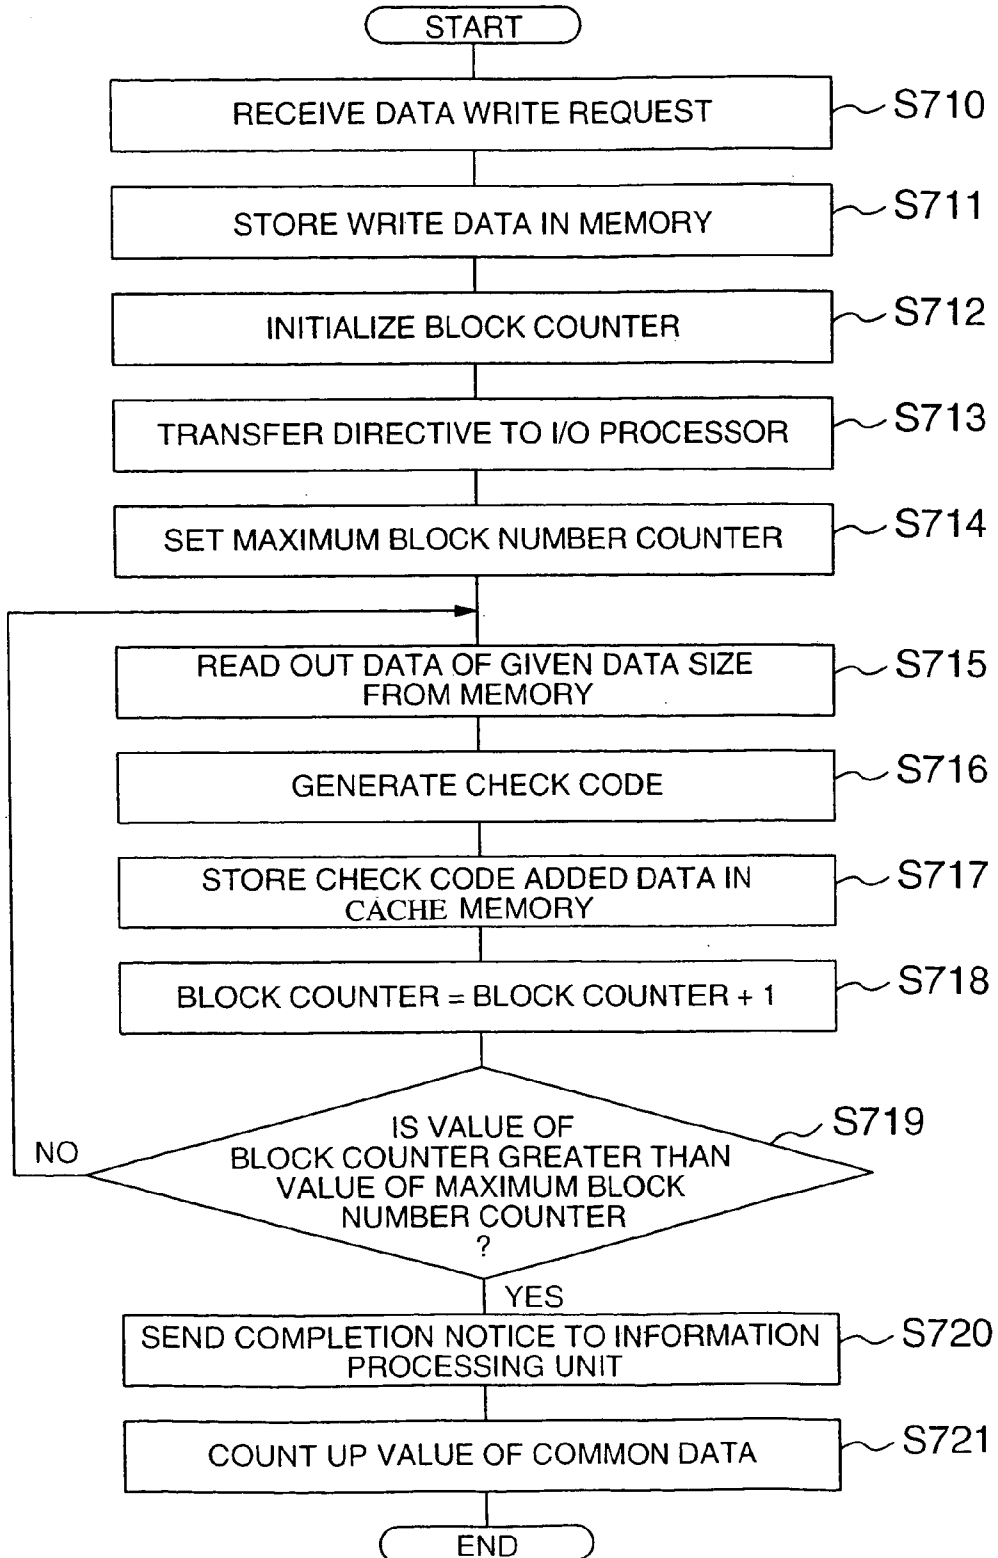 START
RECEIVE DATA WRITE REQUEST
S710
STORE WRITE DATA IN MEMORY
S711
INITIALIZE BLOCK COUNTER
S712
TRANSFER DIRECTIVE TO I/O PROCESSOR
S713
SET MAXIMUM BLOCK NUMBER COUNTER
S714
READ OUT DATA OF GIVEN DATA SIZE
FROM MEMORY
S715
GENERATE CHECK CODE
S716
STORE CHECK CODE ADDED DATA IN
CACHE MEMORY
S717
BLOCK COUNTER = BLOCK COUNTER + 1
S718
IS VALUE OF
BLOCK COUNTER GREATER THAN
VALUE OF MAXIMUM BLOCK
NUMBER COUNTER
?
S719
NO
YES
SEND COMPLETION NOTICE TO INFORMATION
PROCESSING UNIT
S720
COUNT UP VALUE OF COMMON DATA
S721
END